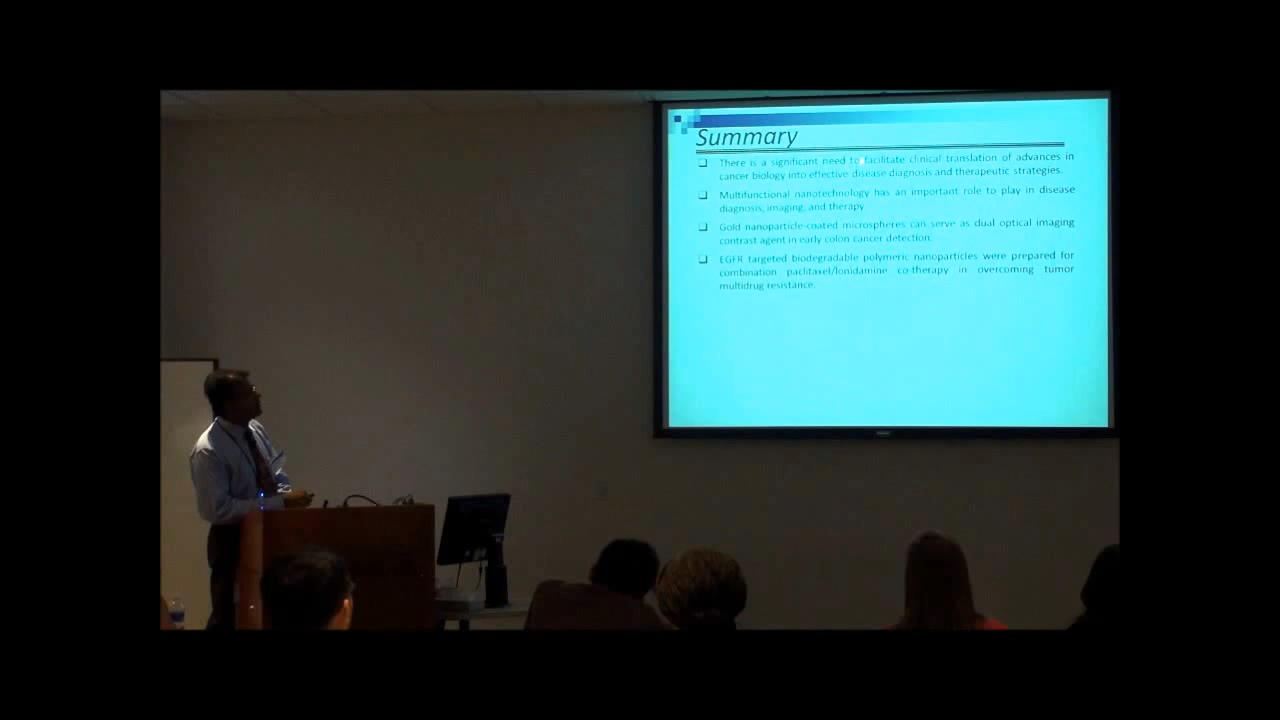 Summary
There is a significant need to facilitate clinical translation of advances in
cancer biology into effective disease diagnosis and therapeutic strategies.
Multifunctional nanotechnology has an important role to play in disease
diagnosis, imaging, and therapy
Gold nanoparticle-coated microspheres can serve as dual optical imaging
contrast agent in early colon cancer detection.
EGFR targeted biodegradable polymeric nanoparticles were prepared for
combination paclitaxel/lonidamine co-therapy in overcoming tumor
multidrug resistance.